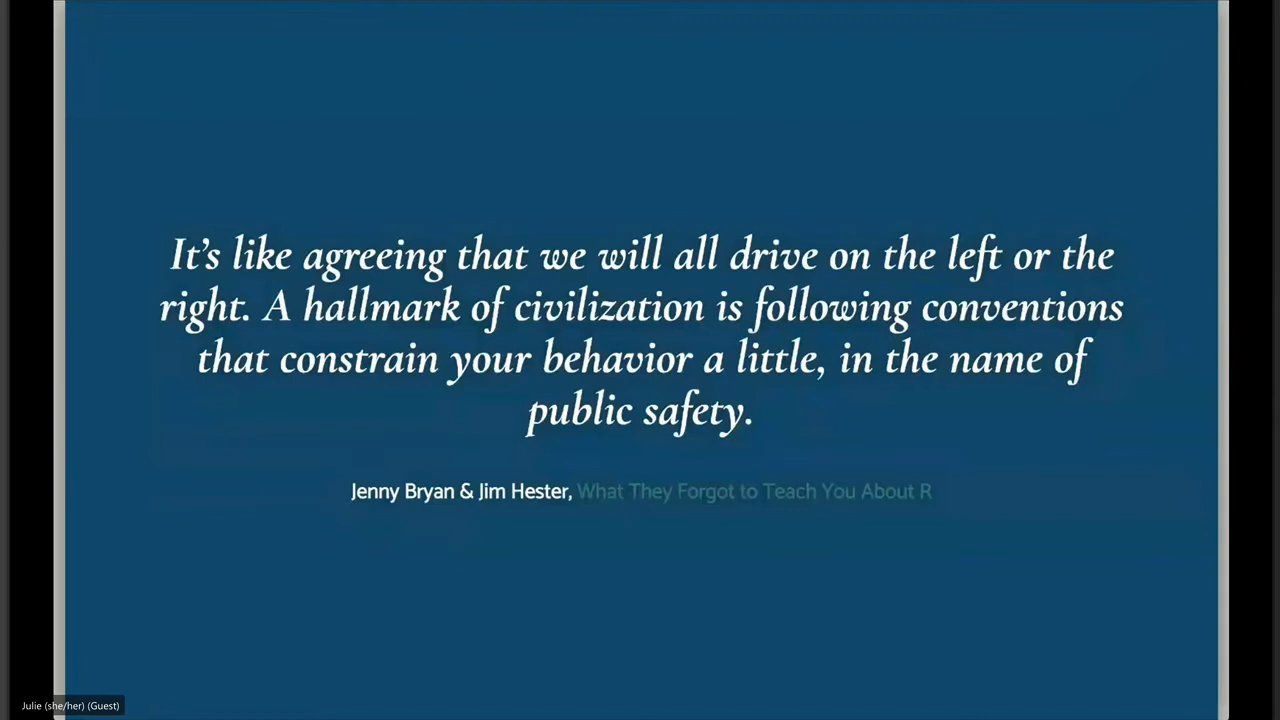 It’s like agreeing that we will all drive on the left or the
right. A hallmark of civilization is following conventions
that constrain your behavior a little, in the name of
public safety.
Jenny Bryan & Jim Hester, What They Forgot to Teach You About R
Julie (she/her) (Guest)